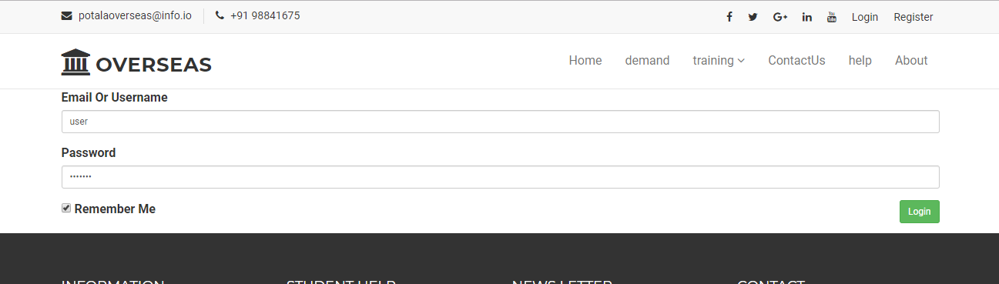 potalaoverseas@info.io +91 98841675 Login Register
OVERSEAS Home demand training ContactUs help About
Email Or Username
user
Password
•••••••
Remember Me Login
INFORMATION STUDENT HELP NEWS LETTER CONTACT